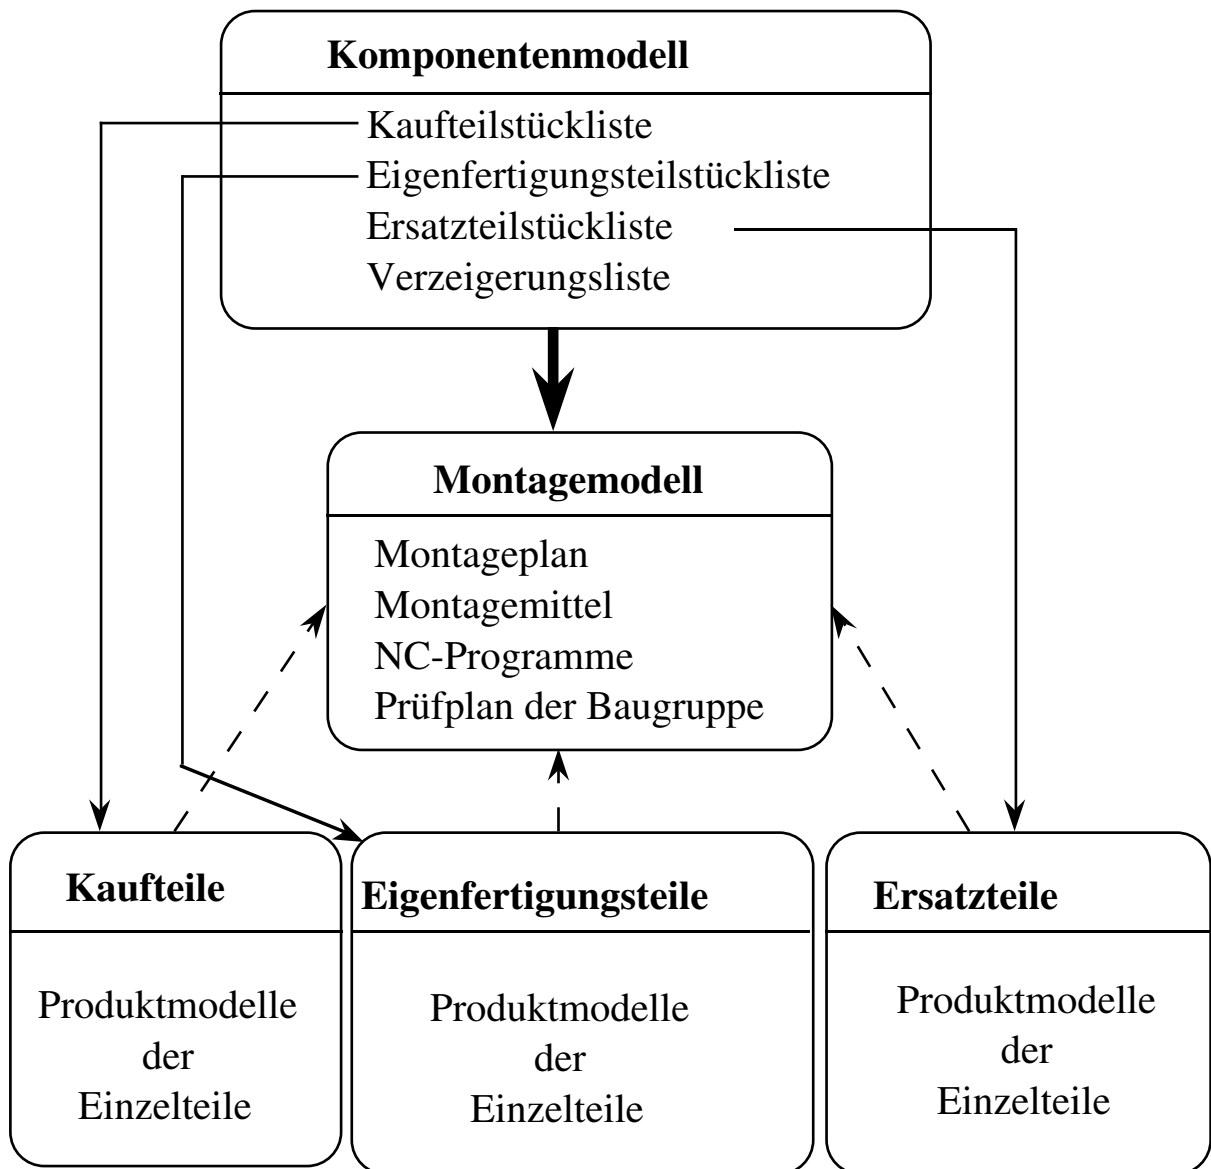 Komponentenmodell
Kaufteilstückliste
Eigenfertigungsteilstückliste
Ersatzteilstückliste
Verzeigerungsliste
Montagemodell
Montageplan
Montagemittel
NC-Programme
Prüfplan der Baugruppe
Kaufteile
Produktmodelle
der
Einzelteile
Eigenfertigungsteile
Produktmodelle
der
Einzelteile
Ersatzteile
Produktmodelle
der
Einzelteile